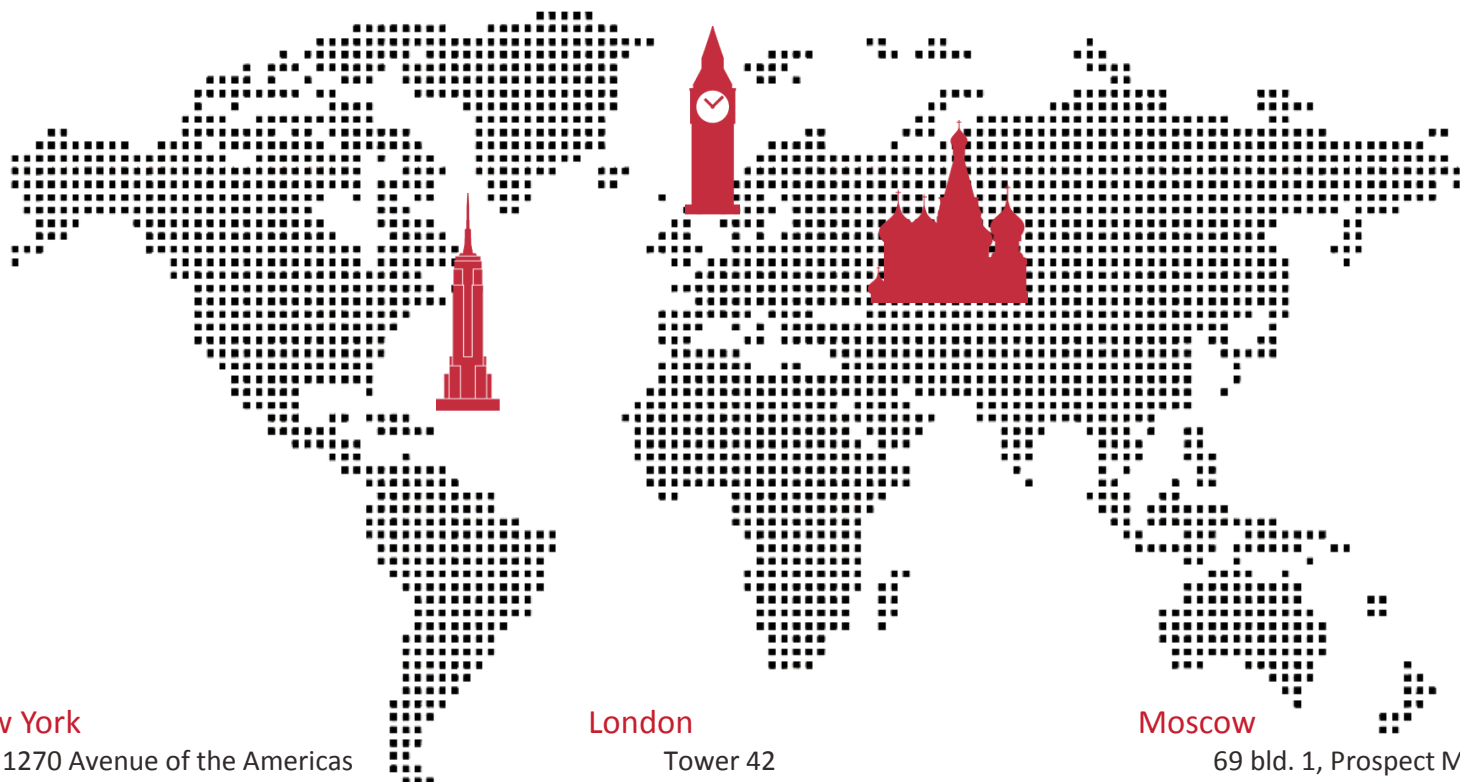 w York
London
Moscow
1270 Avenue of the Americas
Tower 42
69 bld. 1, Prospect M